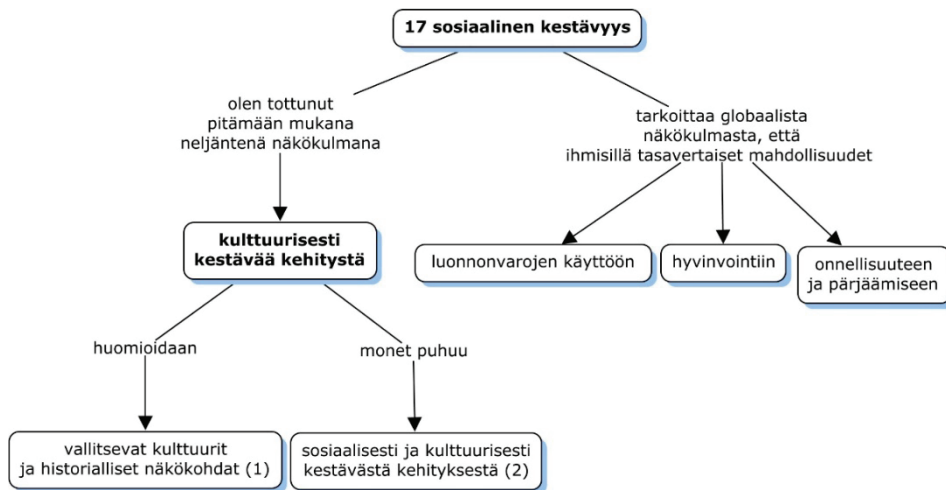 17 sosiaalinen kestävyys
olen tottunut
pitämään mukana
neljäntenä näkökulmana
tarkoittaa globaalista
näkökulmasta, että
ihmisillä tasavertaiset mahdollisuudet
kulttuurisesti
kestävää kehitystä
luonnonvarojen käyttöön
hyvinvointiin
onnellisuuteen
ja pärjäämiseen
huomioidaan
monet puhuu
vallitsevat kulttuurit
ja historialliset näkökohdat (1)
sosiaalisesti ja kulttuurisesti
kestävästä kehityksestä (2)